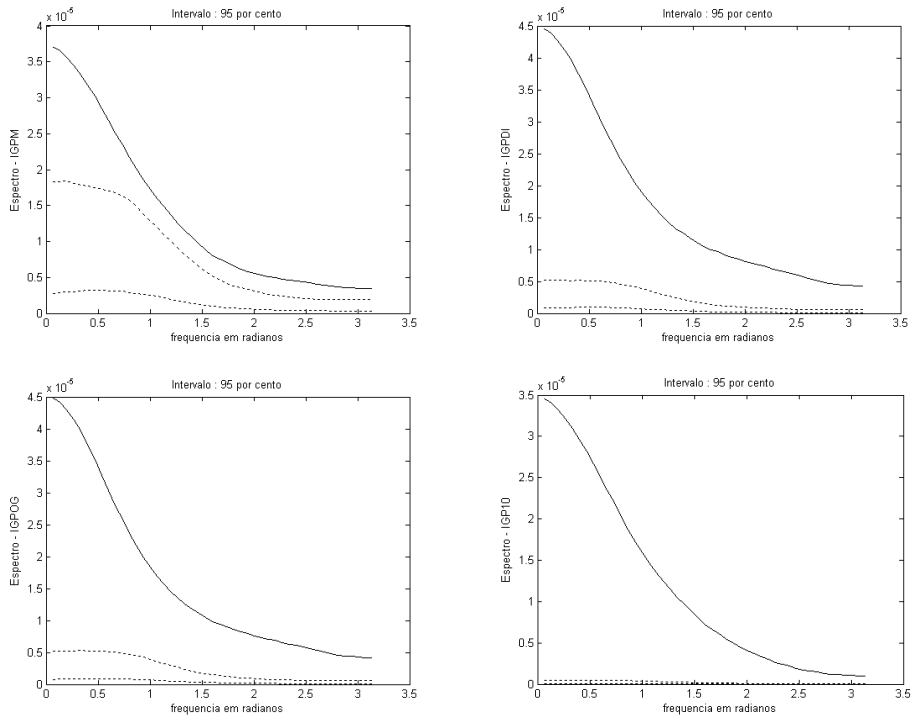 Intervalo : 95 por cento
x 10⁻⁵
4
3.5
3
2.5
2
1.5
1
0.5
0
Espectro - IGPM
0 0.5 1 1.5 2 2.5 3 3.5
frequencia em radianos
Intervalo : 95 por cento
x 10⁻⁵
4.5
4
3.5
3
2.5
2
1.5
1
0.5
0
Espectro - IGPDI
0 0.5 1 1.5 2 2.5 3 3.5
frequencia em radianos
Intervalo : 95 por cento
x 10⁻⁵
4.5
4
3.5
3
2.5
2
1.5
1
0.5
0
Espectro - IGPOG
0 0.5 1 1.5 2 2.5 3 3.5
frequencia em radianos
Intervalo : 95 por cento
x 10⁻⁵
3.5
3
2.5
2
1.5
1
0.5
0
Espectro - IGP10
0 0.5 1 1.5 2 2.5 3 3.5
frequencia em radianos